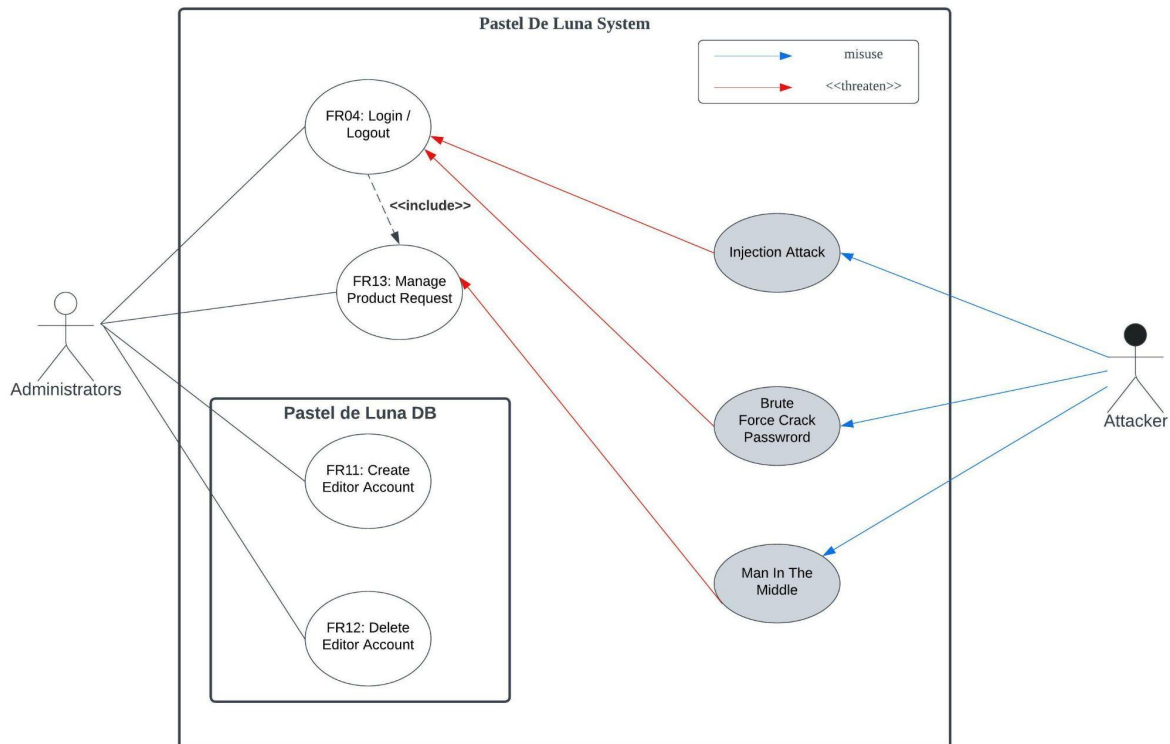 Pastel De Luna System
misuse
<<threaten>>
FR04: Login /
Logout
<<include>>
FR13: Manage
Product Request
Injection Attack
Administrators
Pastel de Luna DB
FR11: Create
Editor Account
FR12: Delete
Editor Account
Brute
Force Crack
Passwrord
Man In The
Middle
Attacker